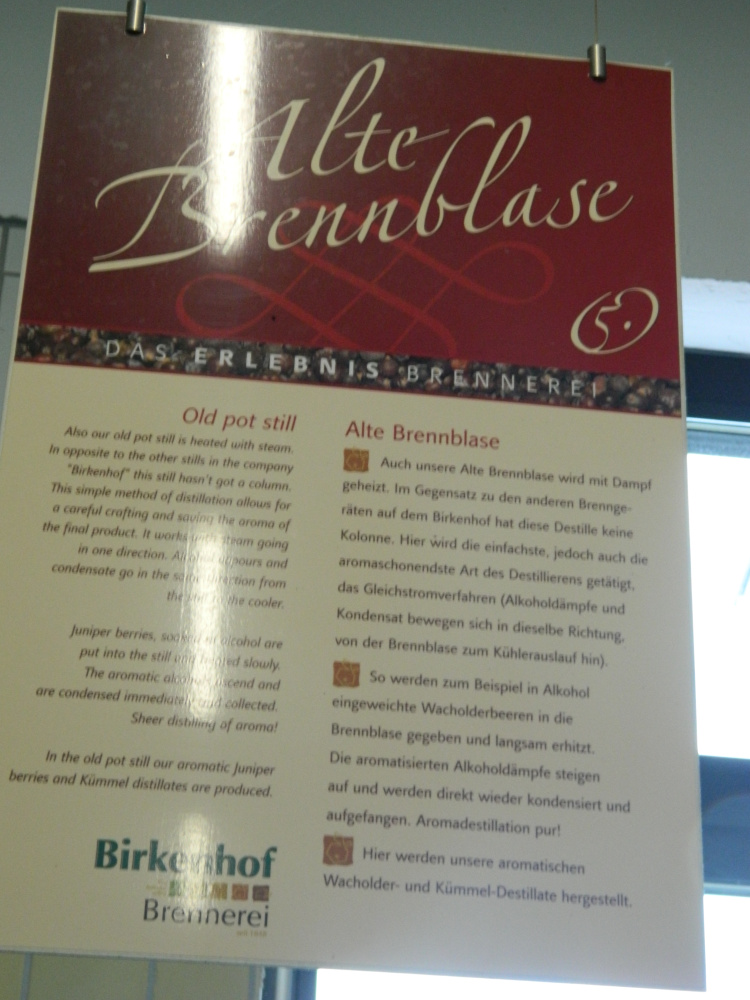 Alte
Brennblase
5.
DAS ERLEBNIS BRENNEREI
Old pot still
Also our old pot still is heated with steam.
In opposite to the other stills in the company
"Birkenhof" this still hasn't got a column.
This simple method of distillation allows for
a careful crafting and saving the aroma of
the final product. It works with steam going
in one direction. Alcohol vapours and
condensate go in the same direction from
the still to the cooler.
Juniper berries, soaked in alcohol are
put into the still and heated slowly.
The aromatic alcohols ascend and
are condensed immediately and collected.
Sheer distilling of aroma!
In the old pot still our aromatic Juniper
berries and Kümmel distillates are produced.
Birkenhof
Brennerei
Alte Brennblase
Auch unsere Alte Brennblase wird mit Dampf
geheizt. Im Gegensatz zu den anderen Brennge-
räten auf dem Birkenhof hat diese Destille keine
Kolonne. Hier wird die einfachste, jedoch auch die
aromaschonendste Art des Destillierens getätigt,
das Gleichstromverfahren (Alkoholdämpfe und
Kondensat bewegen sich in dieselbe Richtung,
von der Brennblase zum Kühlerauslauf hin).
So werden zum Beispiel in Alkohol
eingeweichte Wacholderbeeren in die
Brennblase gegeben und langsam erhitzt.
Die aromatisierten Alkoholdämpfe steigen
auf und werden direkt wieder kondensiert und
aufgefangen. Aromadestillation pur!
Hier werden unsere aromatischen
Wacholder- und Kümmel-Destillate hergestellt.